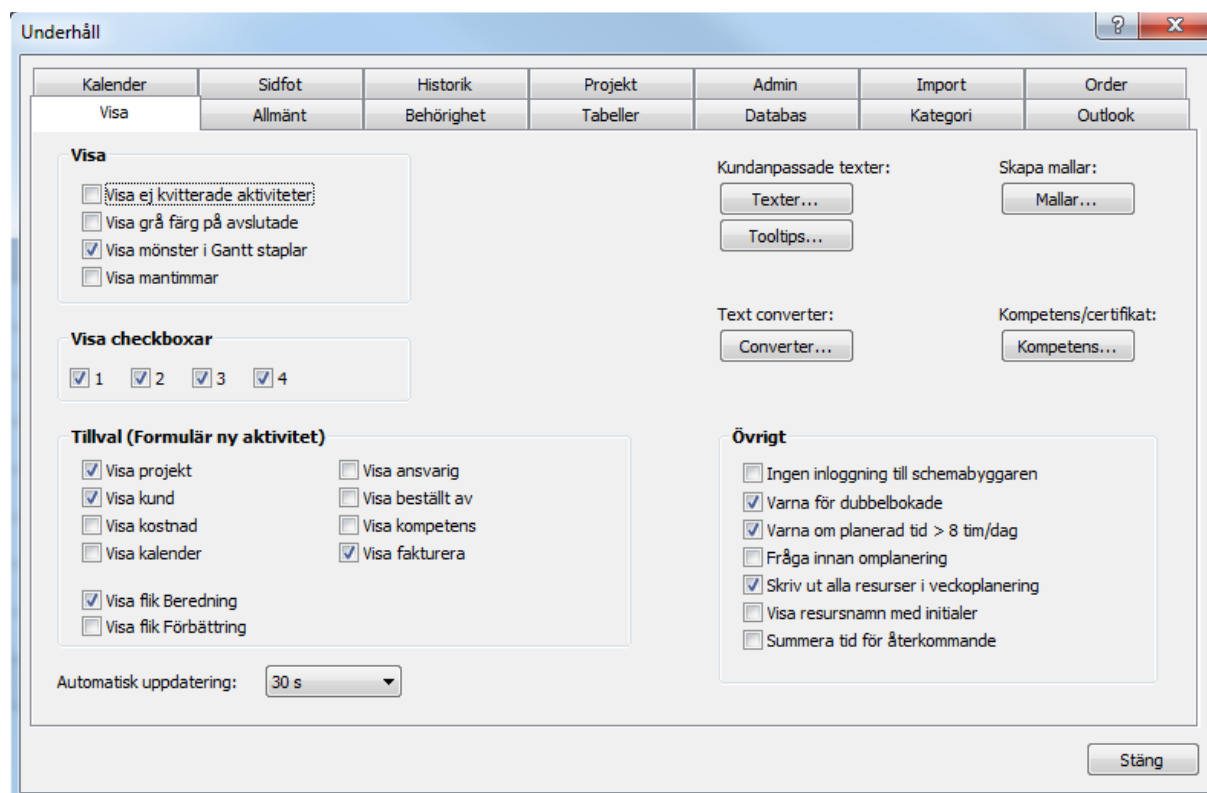 Underhåll
Kalender Sidfot Historik Projekt Admin Import Order
Visa Allmänt Behörighet Tabeller Databas Kategori Outlook
Visa
Visa ej kvitterade aktiviteter
Visa grå färg på avslutade
Visa mönster i Gantt staplar
Visa mantimmar
Kundanpassade texter:
Texter...
Tooltips...
Skapa mallar:
Mallar...
Visa checkboxar
1 2 3 4
Text converter:
Converter...
Kompetens/certifikat:
Kompetens...
Tillval (Formulär ny aktivitet)
Visa projekt
Visa kund
Visa kostnad
Visa kalender
Visa ansvarig
Visa beställt av
Visa kompetens
Visa fakturera
Visa flik Beredning
Visa flik Förbättring
Övrigt
Ingen inloggning till schemabyggaren
Varna för dubbelbokade
Varna om planerad tid > 8 tim/dag
Fråga innan omplanering
Skriv ut alla resurser i veckoplanering
Visa resursnamn med initialer
Summera tid för återkommande
Automatisk uppdatering: 30 s
Stäng